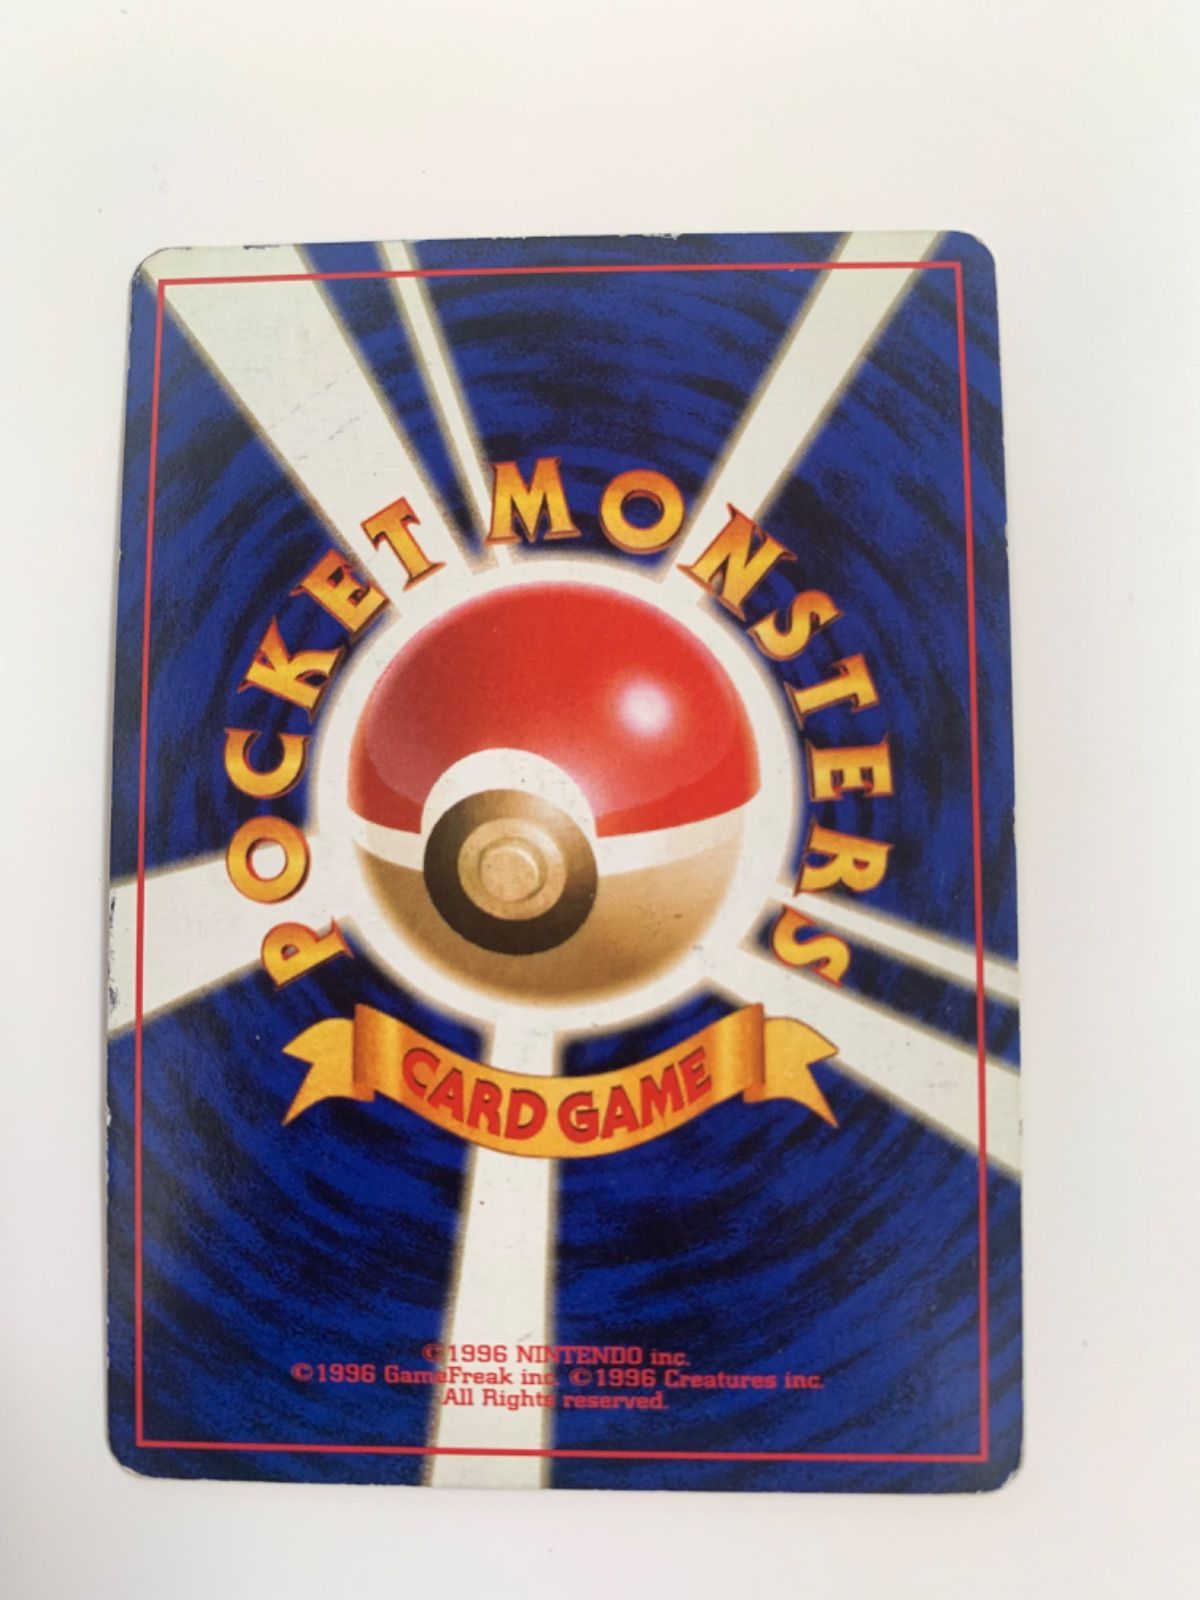 POCKET MONSTERS
CARD GAME
©1996 NINTENDO inc.
©1996 GameFreak inc. ©1996 Creatures inc.
All Rights reserved.